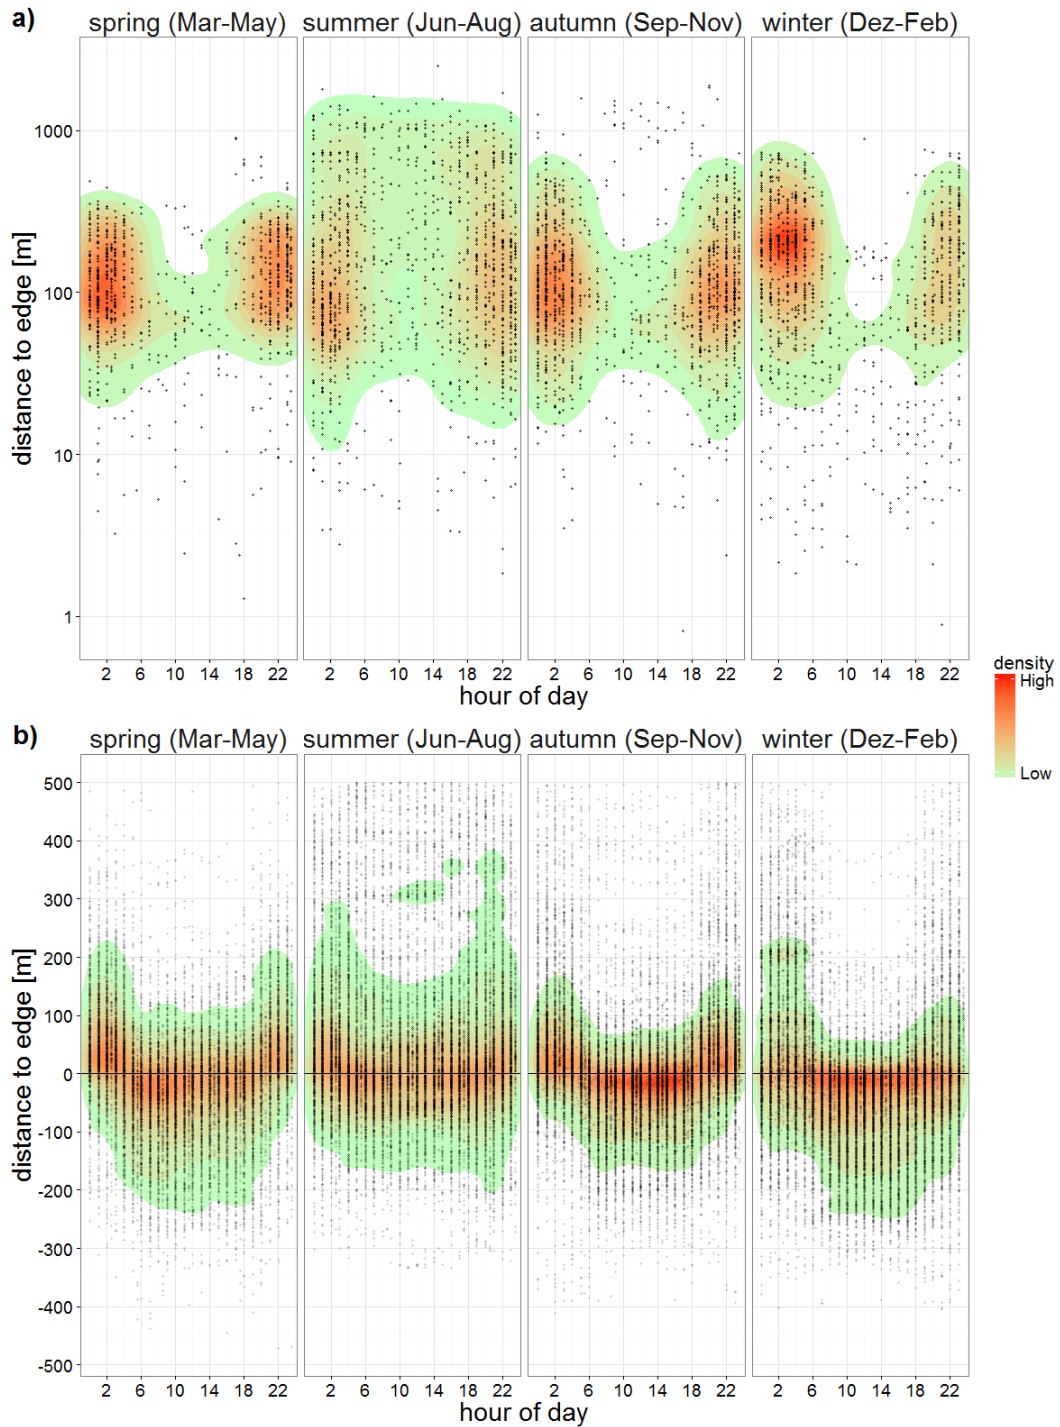 a)
spring (Mar-May) summer (Jun-Aug) autumn (Sep-Nov) winter (Dez-Feb)
distance to edge [m]
1000
100
10
1
2 6 10 14 18 22 2 6 10 14 18 22 2 6 10 14 18 22 2 6 10 14 18 22
hour of day
density
High
Low
b)
spring (Mar-May) summer (Jun-Aug) autumn (Sep-Nov) winter (Dez-Feb)
distance to edge [m]
500
400
300
200
100
0
-100
-200
-300
-400
-500
2 6 10 14 18 22 2 6 10 14 18 22 2 6 10 14 18 22 2 6 10 14 18 22
hour of day